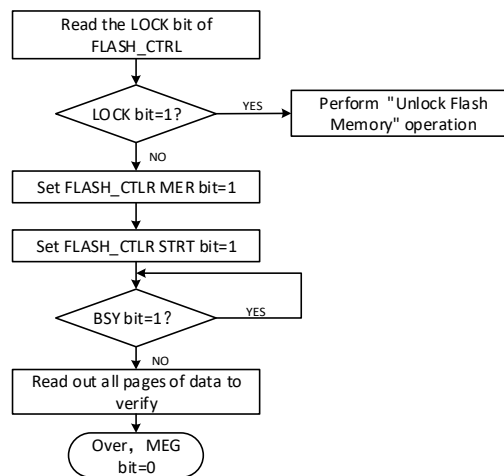 Read the LOCK bit of
FLASH_CTRL
LOCK bit=1?
YES
Perform "Unlock Flash
Memory" operation
NO
Set FLASH_CTLR MER bit=1
Set FLASH_CTLR STRT bit=1
BSY bit=1?
YES
NO
Read out all pages of data to
verify
Over, MEG
bit=0